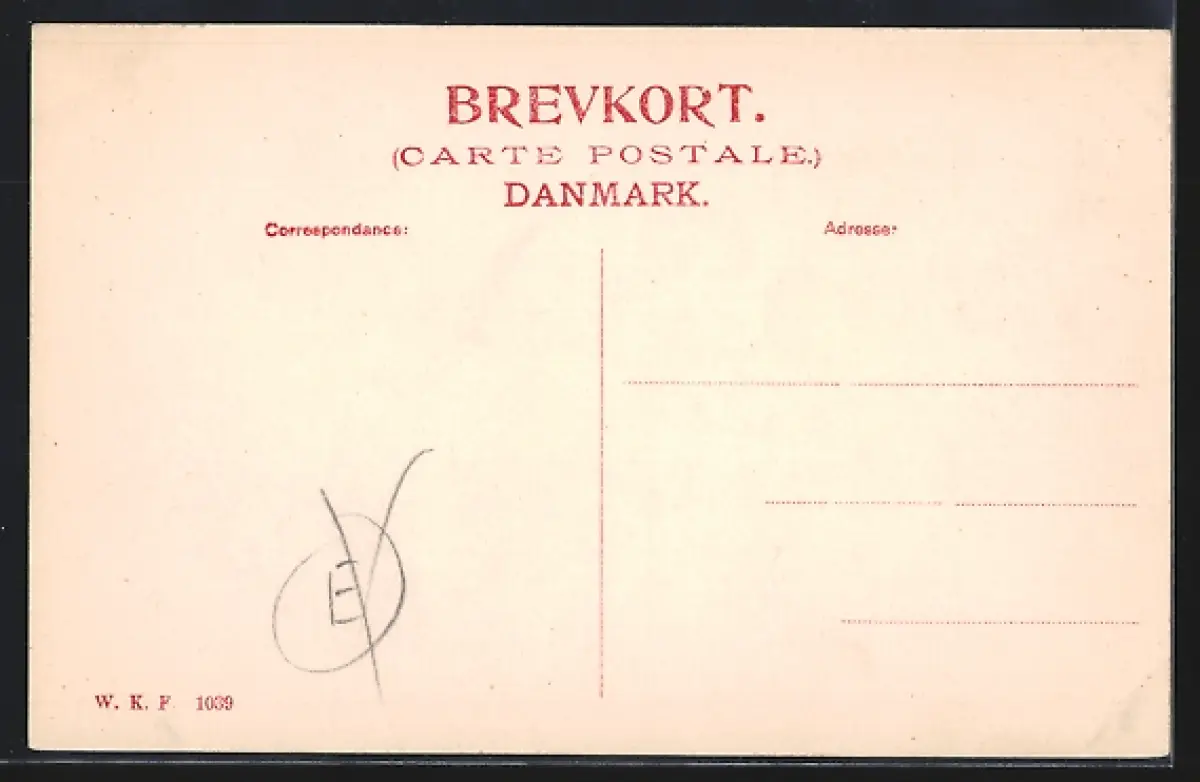 BREVKORT.
(CARTE POSTALE.)
DANMARK.
Correspondance:
Adresse:
E
W. K. F. 1039